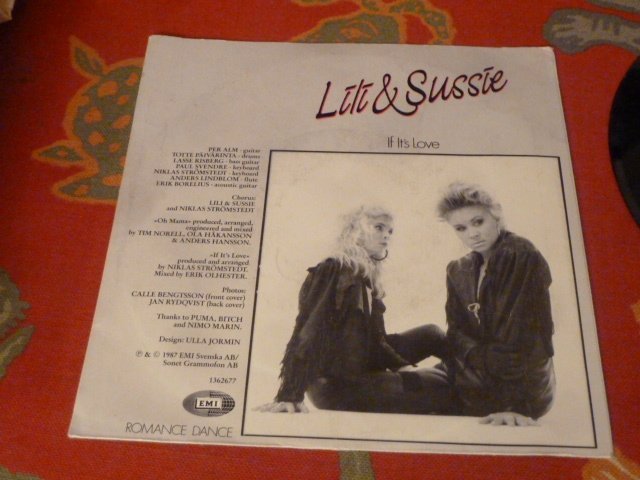 Lili & Sussie
If It's Love
PER ALM - guitar
TOTTE PÄIVÄRINTA - drums
LASSE RISBERG - bass guitar
PAUL SVENDRE - keyboard
NIKLAS STRÖMSTEDT - keyboard
ANDERS LINDBLOM - flute
ERIK BORELIUS - acoustic guitar
Chorus:
LILI & SUSSIE
and NIKLAS STRÖMSTEDT
«Oh Mama» produced, arranged,
engineered and mixed
by TIM NORELL, OLA HÅKANSSON
& ANDERS HANSSON.
«If It's Love»
produced and arranged
by NIKLAS STRÖMSTEDT.
Mixed by ERIK OLHESTER.
Photos:
CALLE BENGTSSON (front cover)
JAN RYDQVIST (back cover)
Thanks to PUMA, BITCH
and NIMO MARIN.
Design: ULLA JORMIN
℗ & © 1987 EMI Svenska AB/
Sonet Grammofon AB
1362677
EMI
ROMANCE DANCE